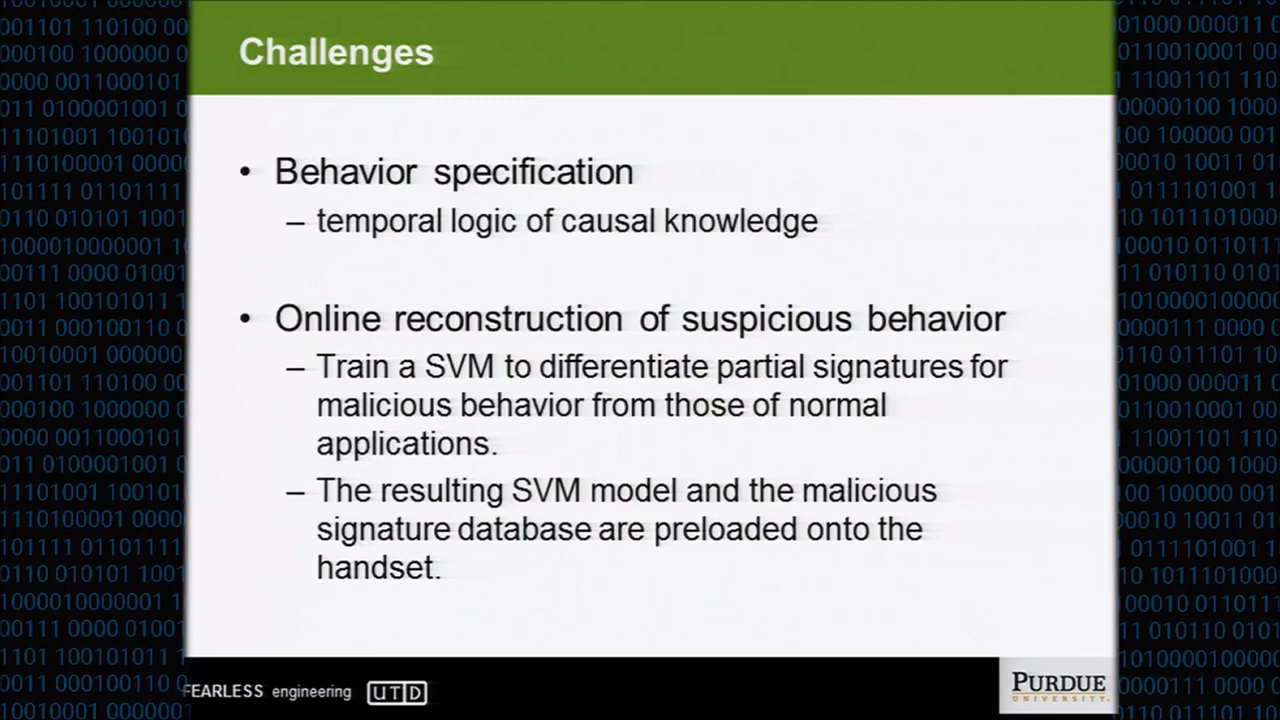 Challenges
• Behavior specification
– temporal logic of causal knowledge
• Online reconstruction of suspicious behavior
– Train a SVM to differentiate partial signatures for
malicious behavior from those of normal
applications.
– The resulting SVM model and the malicious
signature database are preloaded onto the
handset.
FEARLESS engineering UTD
PURDUE
UNIVERSITY